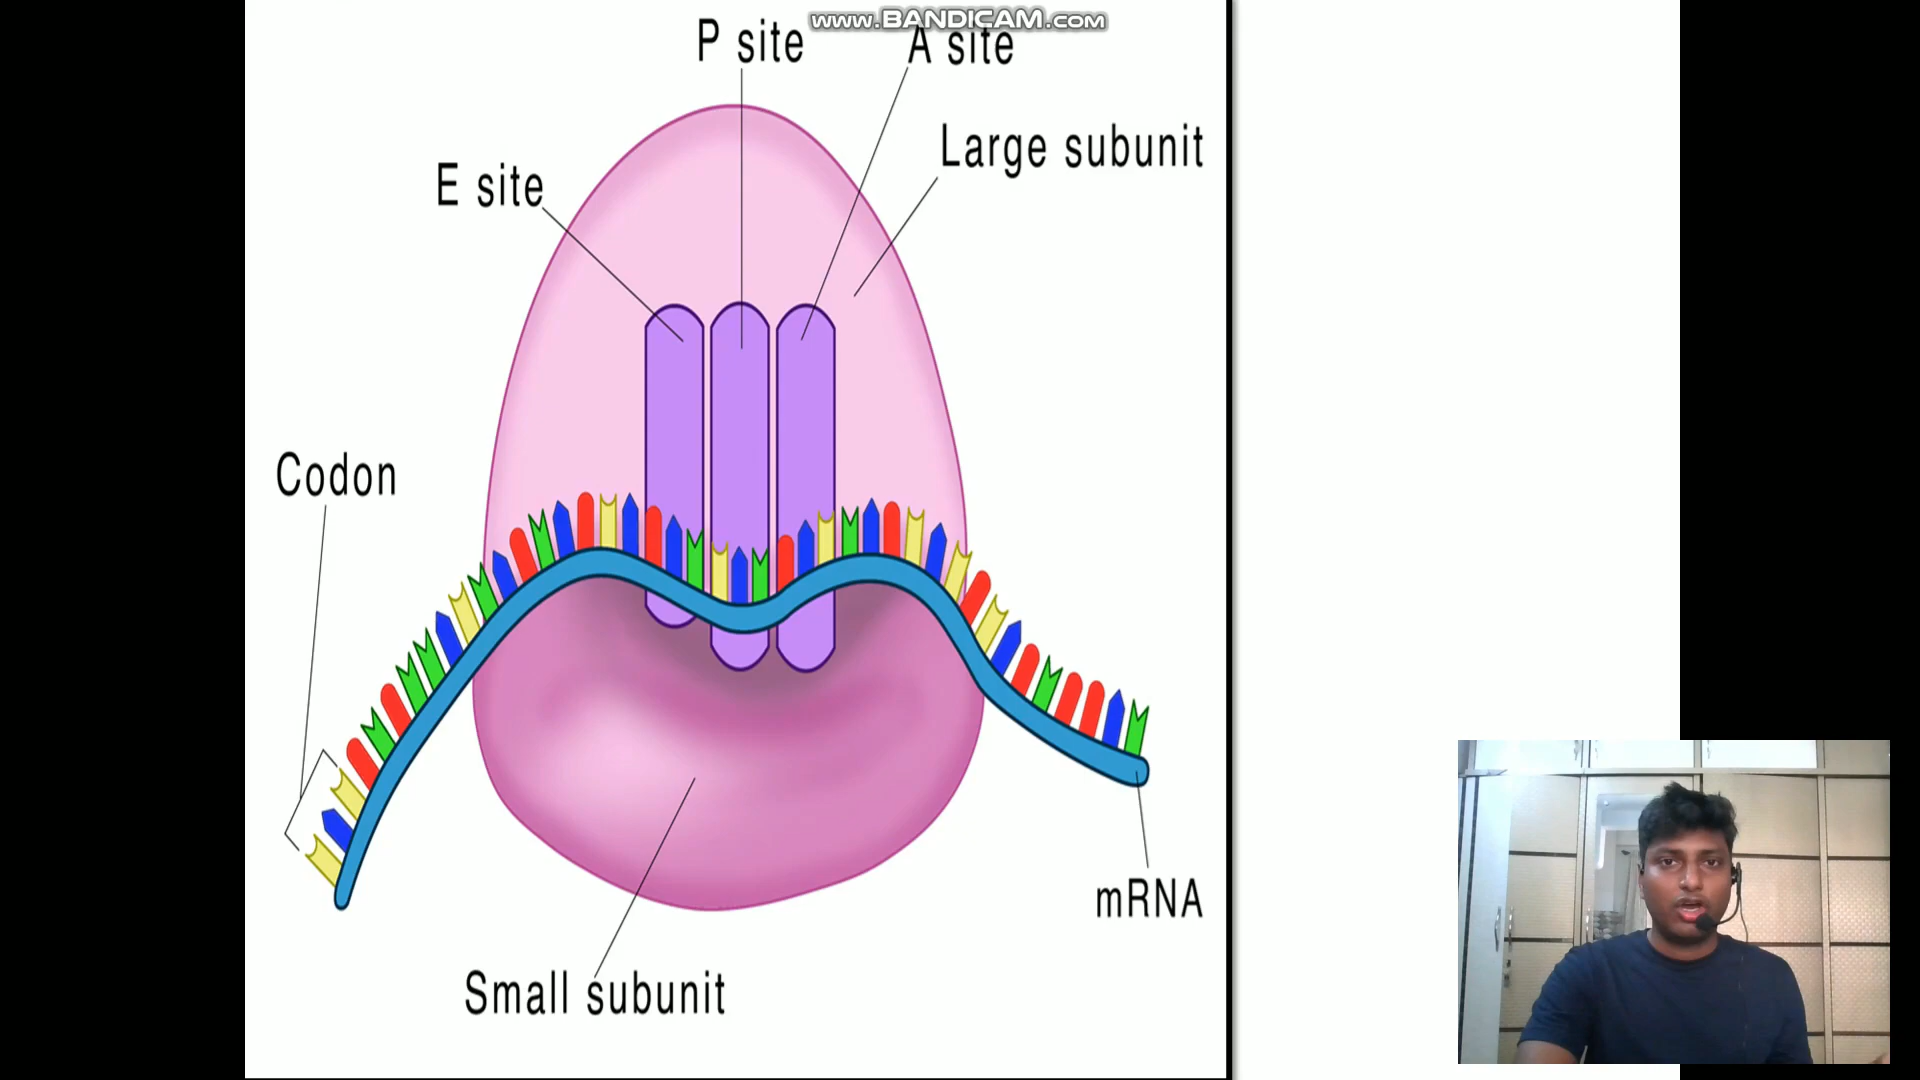 www.BANDICAM.com
P site
A site
Large subunit
E site
Codon
mRNA
Small subunit